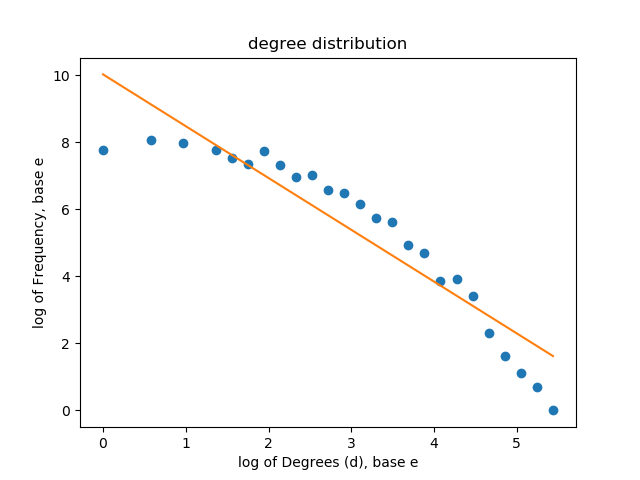 degree distribution
10
8
6
4
2
0
log of Frequency, base e
0 1 2 3 4 5
log of Degrees (d), base e